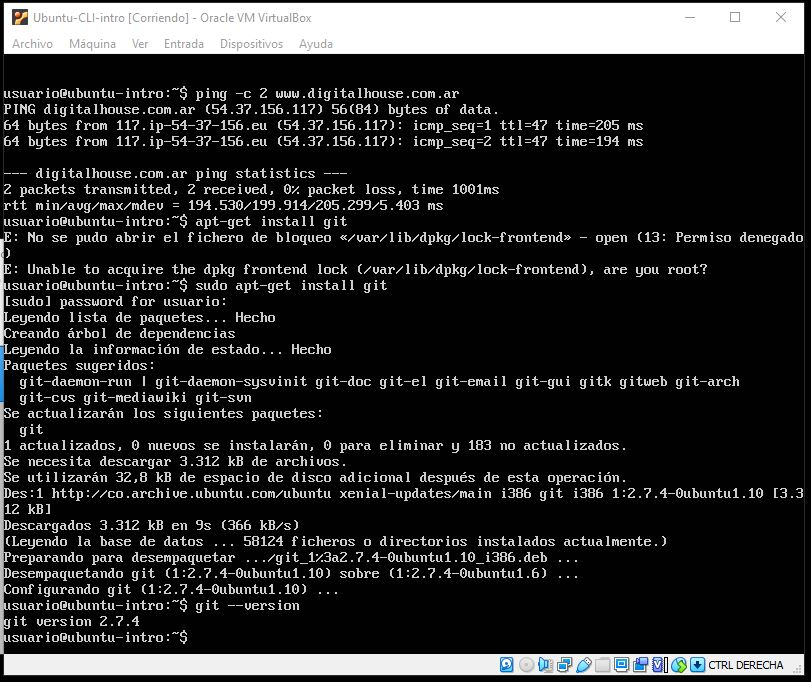 Ubuntu-CLI-intro [Corriendo] - Oracle VM VirtualBox
Archivo Máquina Ver Entrada Dispositivos Ayuda
usuario@ubuntu-intro:~$ ping -c 2 www.digitalhouse.com.ar
PING digitalhouse.com.ar (54.37.156.117) 56(84) bytes of data.
64 bytes from 117.ip-54-37-156.eu (54.37.156.117): icmp_seq=1 ttl=47 time=205 ms
64 bytes from 117.ip-54-37-156.eu (54.37.156.117): icmp_seq=2 ttl=47 time=194 ms
--- digitalhouse.com.ar ping statistics ---
2 packets transmitted, 2 received, 0% packet loss, time 1001ms
rtt min/avg/max/mdev = 194.530/199.914/205.299/5.403 ms
usuario@ubuntu-intro:~$ apt-get install git
E: No se pudo abrir el fichero de bloqueo «/var/lib/dpkg/lock-frontend» - open (13: Permiso denegado
)
E: Unable to acquire the dpkg frontend lock (/var/lib/dpkg/lock-frontend), are you root?
usuario@ubuntu-intro:~$ sudo apt-get install git
[sudo] password for usuario:
Leyendo lista de paquetes... Hecho
Creando árbol de dependencias
Leyendo la información de estado... Hecho
Paquetes sugeridos:
  git-daemon-run | git-daemon-sysvinit git-doc git-el git-email git-gui gitk gitweb git-arch
  git-cvs git-mediawiki git-svn
Se actualizarán los siguientes paquetes:
  git
1 actualizados, 0 nuevos se instalarán, 0 para eliminar y 183 no actualizados.
Se necesita descargar 3.312 kB de archivos.
Se utilizarán 32,8 kB de espacio de disco adicional después de esta operación.
Des:1 http://co.archive.ubuntu.com/ubuntu xenial-updates/main i386 git i386 1:2.7.4-0ubuntu1.10 [3.3
12 kB]
Descargados 3.312 kB en 9s (366 kB/s)
(Leyendo la base de datos ... 58124 ficheros o directorios instalados actualmente.)
Preparando para desempaquetar .../git_1%3a2.7.4-0ubuntu1.10_i386.deb ...
Desempaquetando git (1:2.7.4-0ubuntu1.10) sobre (1:2.7.4-0ubuntu1.6) ...
Configurando git (1:2.7.4-0ubuntu1.10) ...
usuario@ubuntu-intro:~$ git --version
git version 2.7.4
usuario@ubuntu-intro:~$
CTRL DERECHA